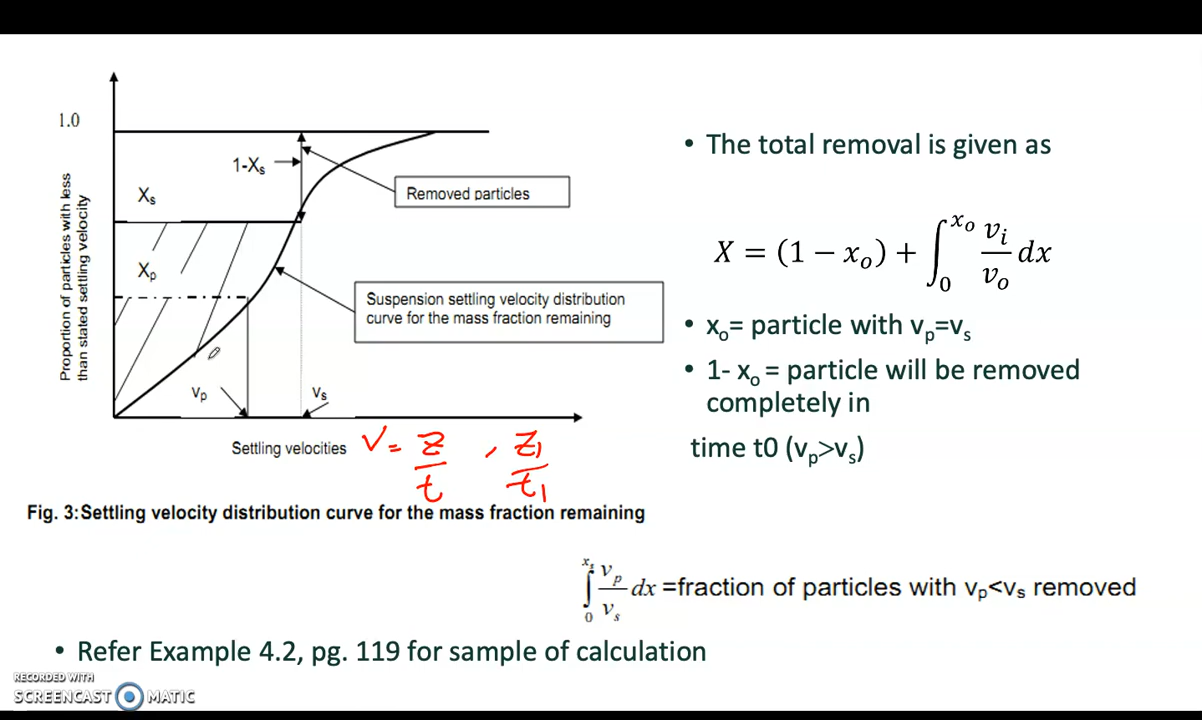 1.0
1-Xs
Removed particles
Xs
Xp
Suspension settling velocity distribution
curve for the mass fraction remaining
Proportion of particles with less
than stated settling velocity
Vp
Vs
Settling velocities
V = z/t , z1/t1
Fig. 3:Settling velocity distribution curve for the mass fraction remaining
• The total removal is given as
X = (1 − xo) + ∫0^xo vi/vo dx
• xo= particle with vp=vs
• 1- xo = particle will be removed
completely in
time t0 (vp>vs)
∫0^xs vp/vs dx =fraction of particles with vp<vs removed
• Refer Example 4.2, pg. 119 for sample of calculation
RECORDED WITH
SCREENCAST MATIC